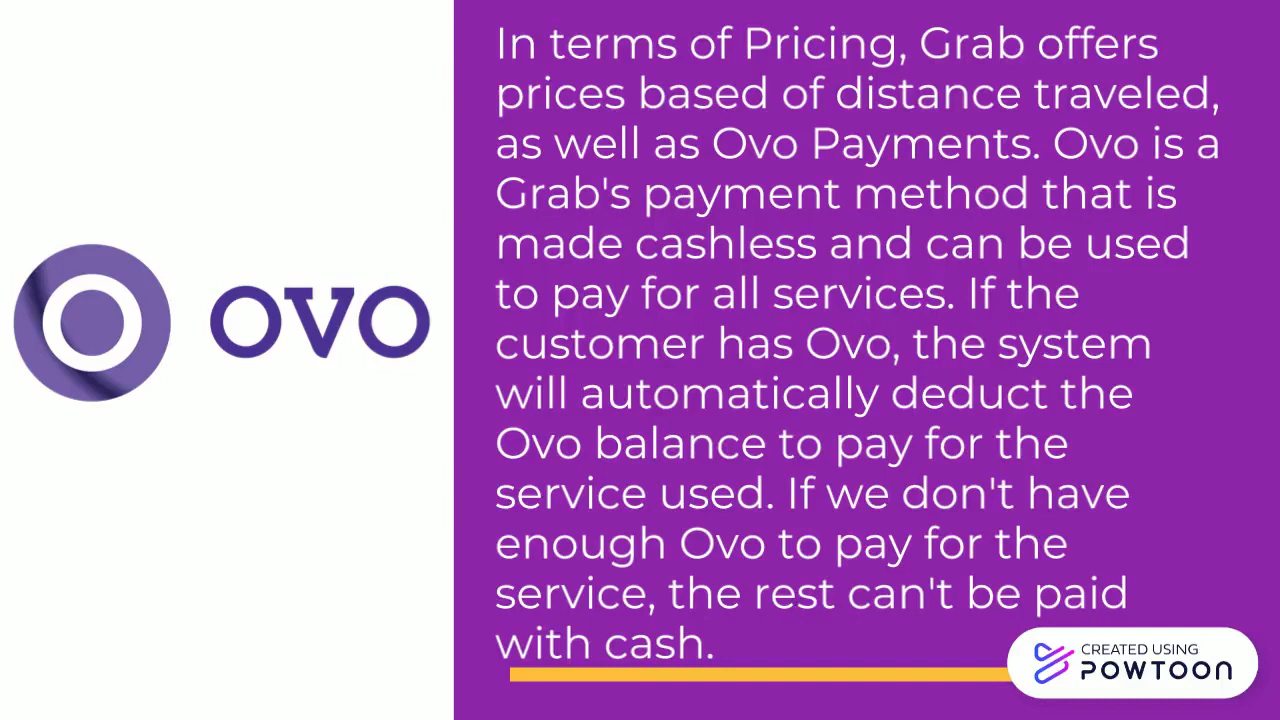 OVO
In terms of Pricing, Grab offers
prices based of distance traveled,
as well as Ovo Payments. Ovo is a
Grab's payment method that is
made cashless and can be used
to pay for all services. If the
customer has Ovo, the system
will automatically deduct the
Ovo balance to pay for the
service used. If we don't have
enough Ovo to pay for the
service, the rest can't be paid
with cash.
CREATED USING
POWTOON